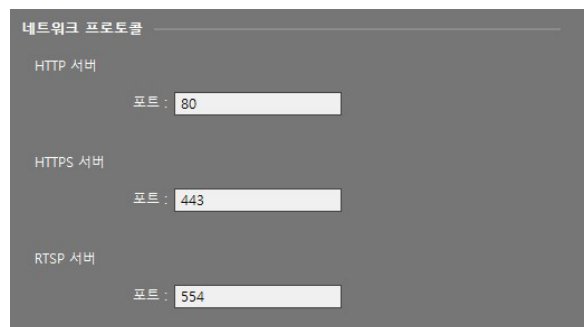 네트워크 프로토콜
HTTP 서버
포트 : 80
HTTPS 서버
포트 : 443
RTSP 서버
포트 : 554